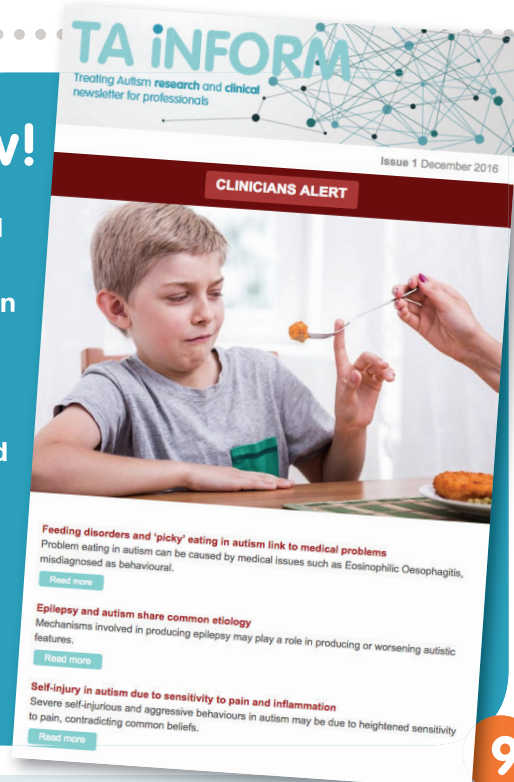 TA iNFORM
Treating Autism research and clinical
newsletter for professionals
Issue 1 December 2016
CLINICIANS ALERT
Feeding disorders and ‘picky’ eating in autism link to medical problems
Problem eating in autism can be caused by medical issues such as Eosinophilic Oesophagitis,
misdiagnosed as behavioural.
Read more
Epilepsy and autism share common etiology
Mechanisms involved in producing epilepsy may play a role in producing or worsening autistic
features.
Read more
Self-injury in autism due to sensitivity to pain and inflammation
Severe self-injurious and aggressive behaviours in autism may be due to heightened sensitivity
to pain, contradicting common beliefs.
Read more
9